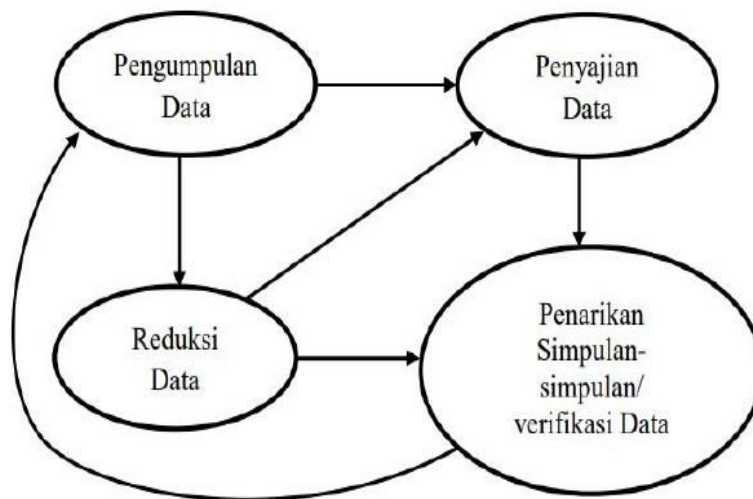 Pengumpulan
Data
Penyajian
Data
Reduksi
Data
Penarikan
Simpulan-
simpulan/
verifikasi Data